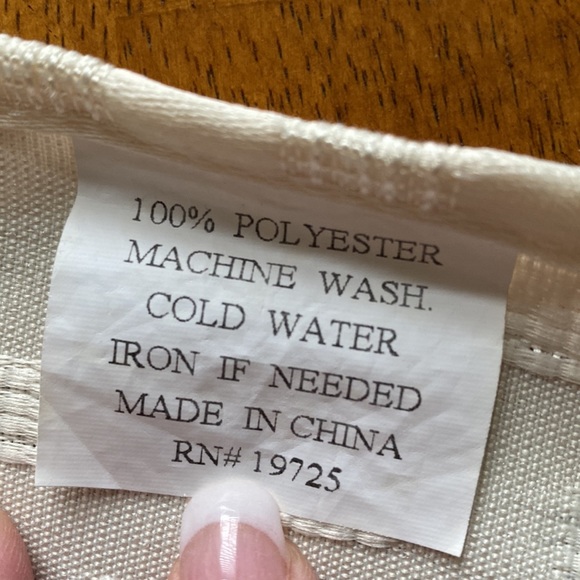 100% POLYESTER
MACHINE WASH.
COLD WATER
IRON IF NEEDED
MADE IN CHINA
RN# 19725